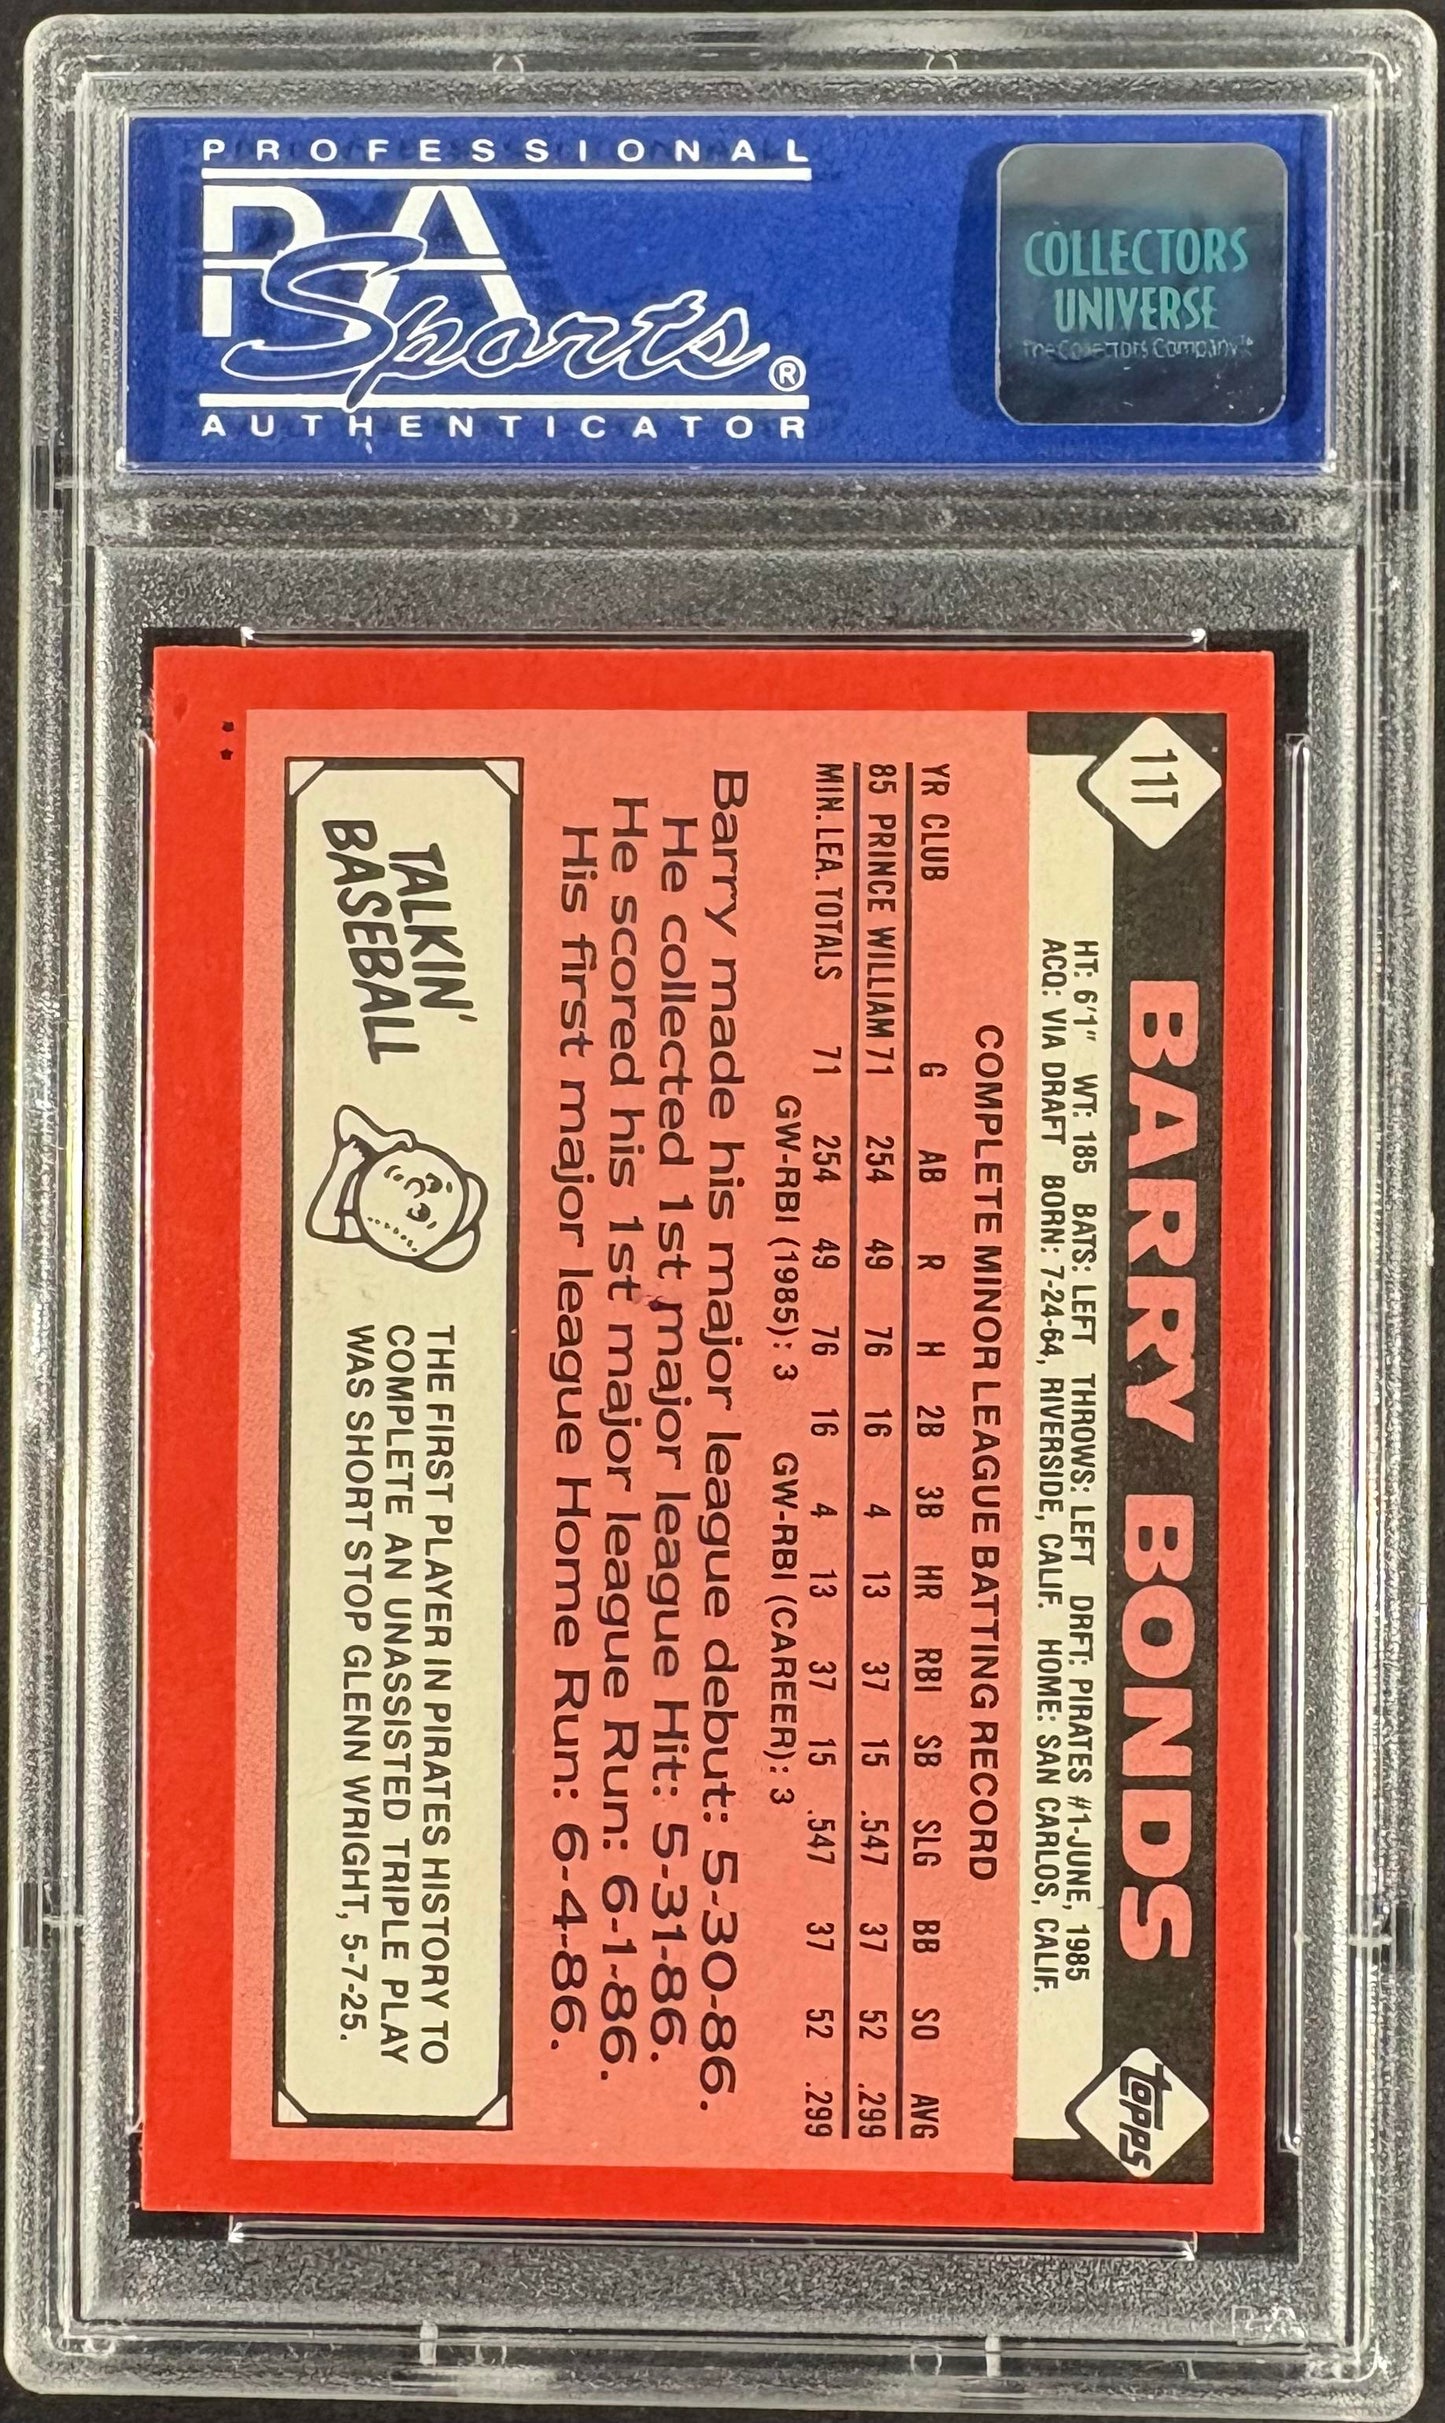 PROFESSIONAL
PSA
Sports®
AUTHENTICATOR
COLLECTORS
UNIVERSE
The Collectors Company
11T
BARRY BONDS
topps
HT: 6'1" WT: 185 BATS: LEFT THROWS: LEFT DRFT: PIRATES #1-JUNE, 1985
ACQ: VIA DRAFT BORN: 7-24-64, RIVERSIDE, CALIF. HOME: SAN CARLOS, CALIF.
COMPLETE MINOR LEAGUE BATTING RECORD
YR CLUB G AB R H 2B 3B HR RBI SB SLG BB SO AVG
85 PRINCE WILLIAM 71 254 49 76 16 4 13 37 15 .547 37 52 .299
MIN. LEA. TOTALS 71 254 49 76 16 4 13 37 15 .547 37 52 .299
GW-RBI (1985): 3 GW-RBI (CAREER): 3
Barry made his major league debut: 5-30-86.
He collected 1st major league Hit: 5-31-86.
He scored his 1st major league Run: 6-1-86.
His first major league Home Run: 6-4-86.
TALKIN'
BASEBALL
THE FIRST PLAYER IN PIRATES HISTORY TO
COMPLETE AN UNASSISTED TRIPLE PLAY
WAS SHORT STOP GLENN WRIGHT, 5-7-25.
PSA